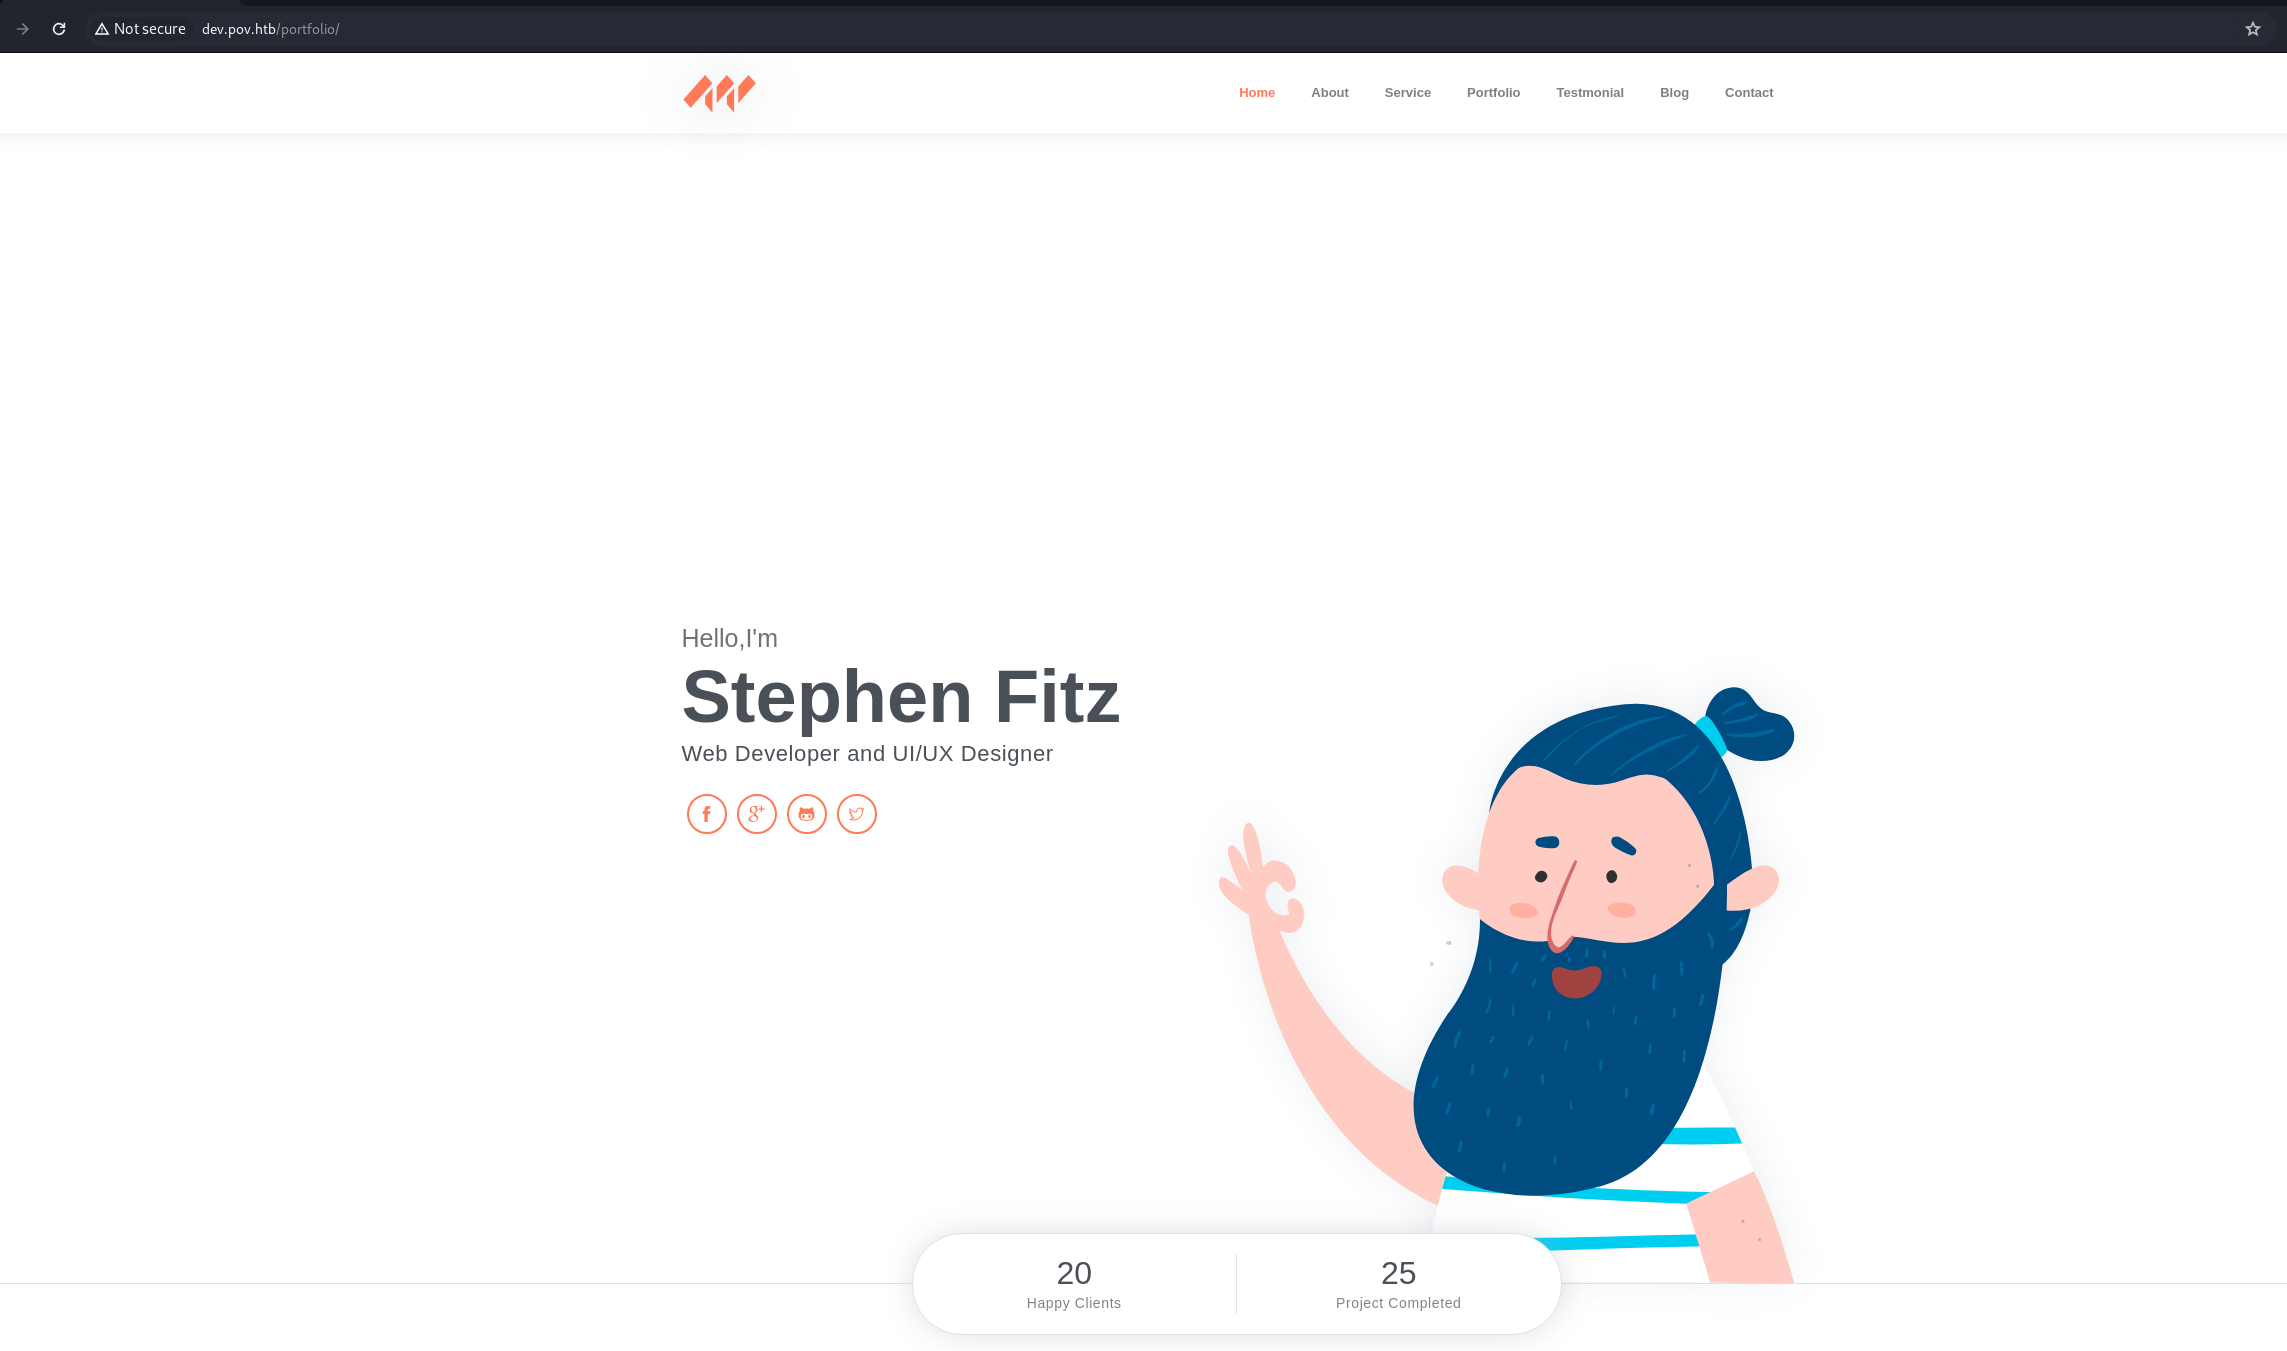 Not secure dev.pov.htb/portfolio/
Home About Service Portfolio Testmonial Blog Contact
Hello,I'm
Stephen Fitz
Web Developer and UI/UX Designer
20 25
Happy Clients Project Completed